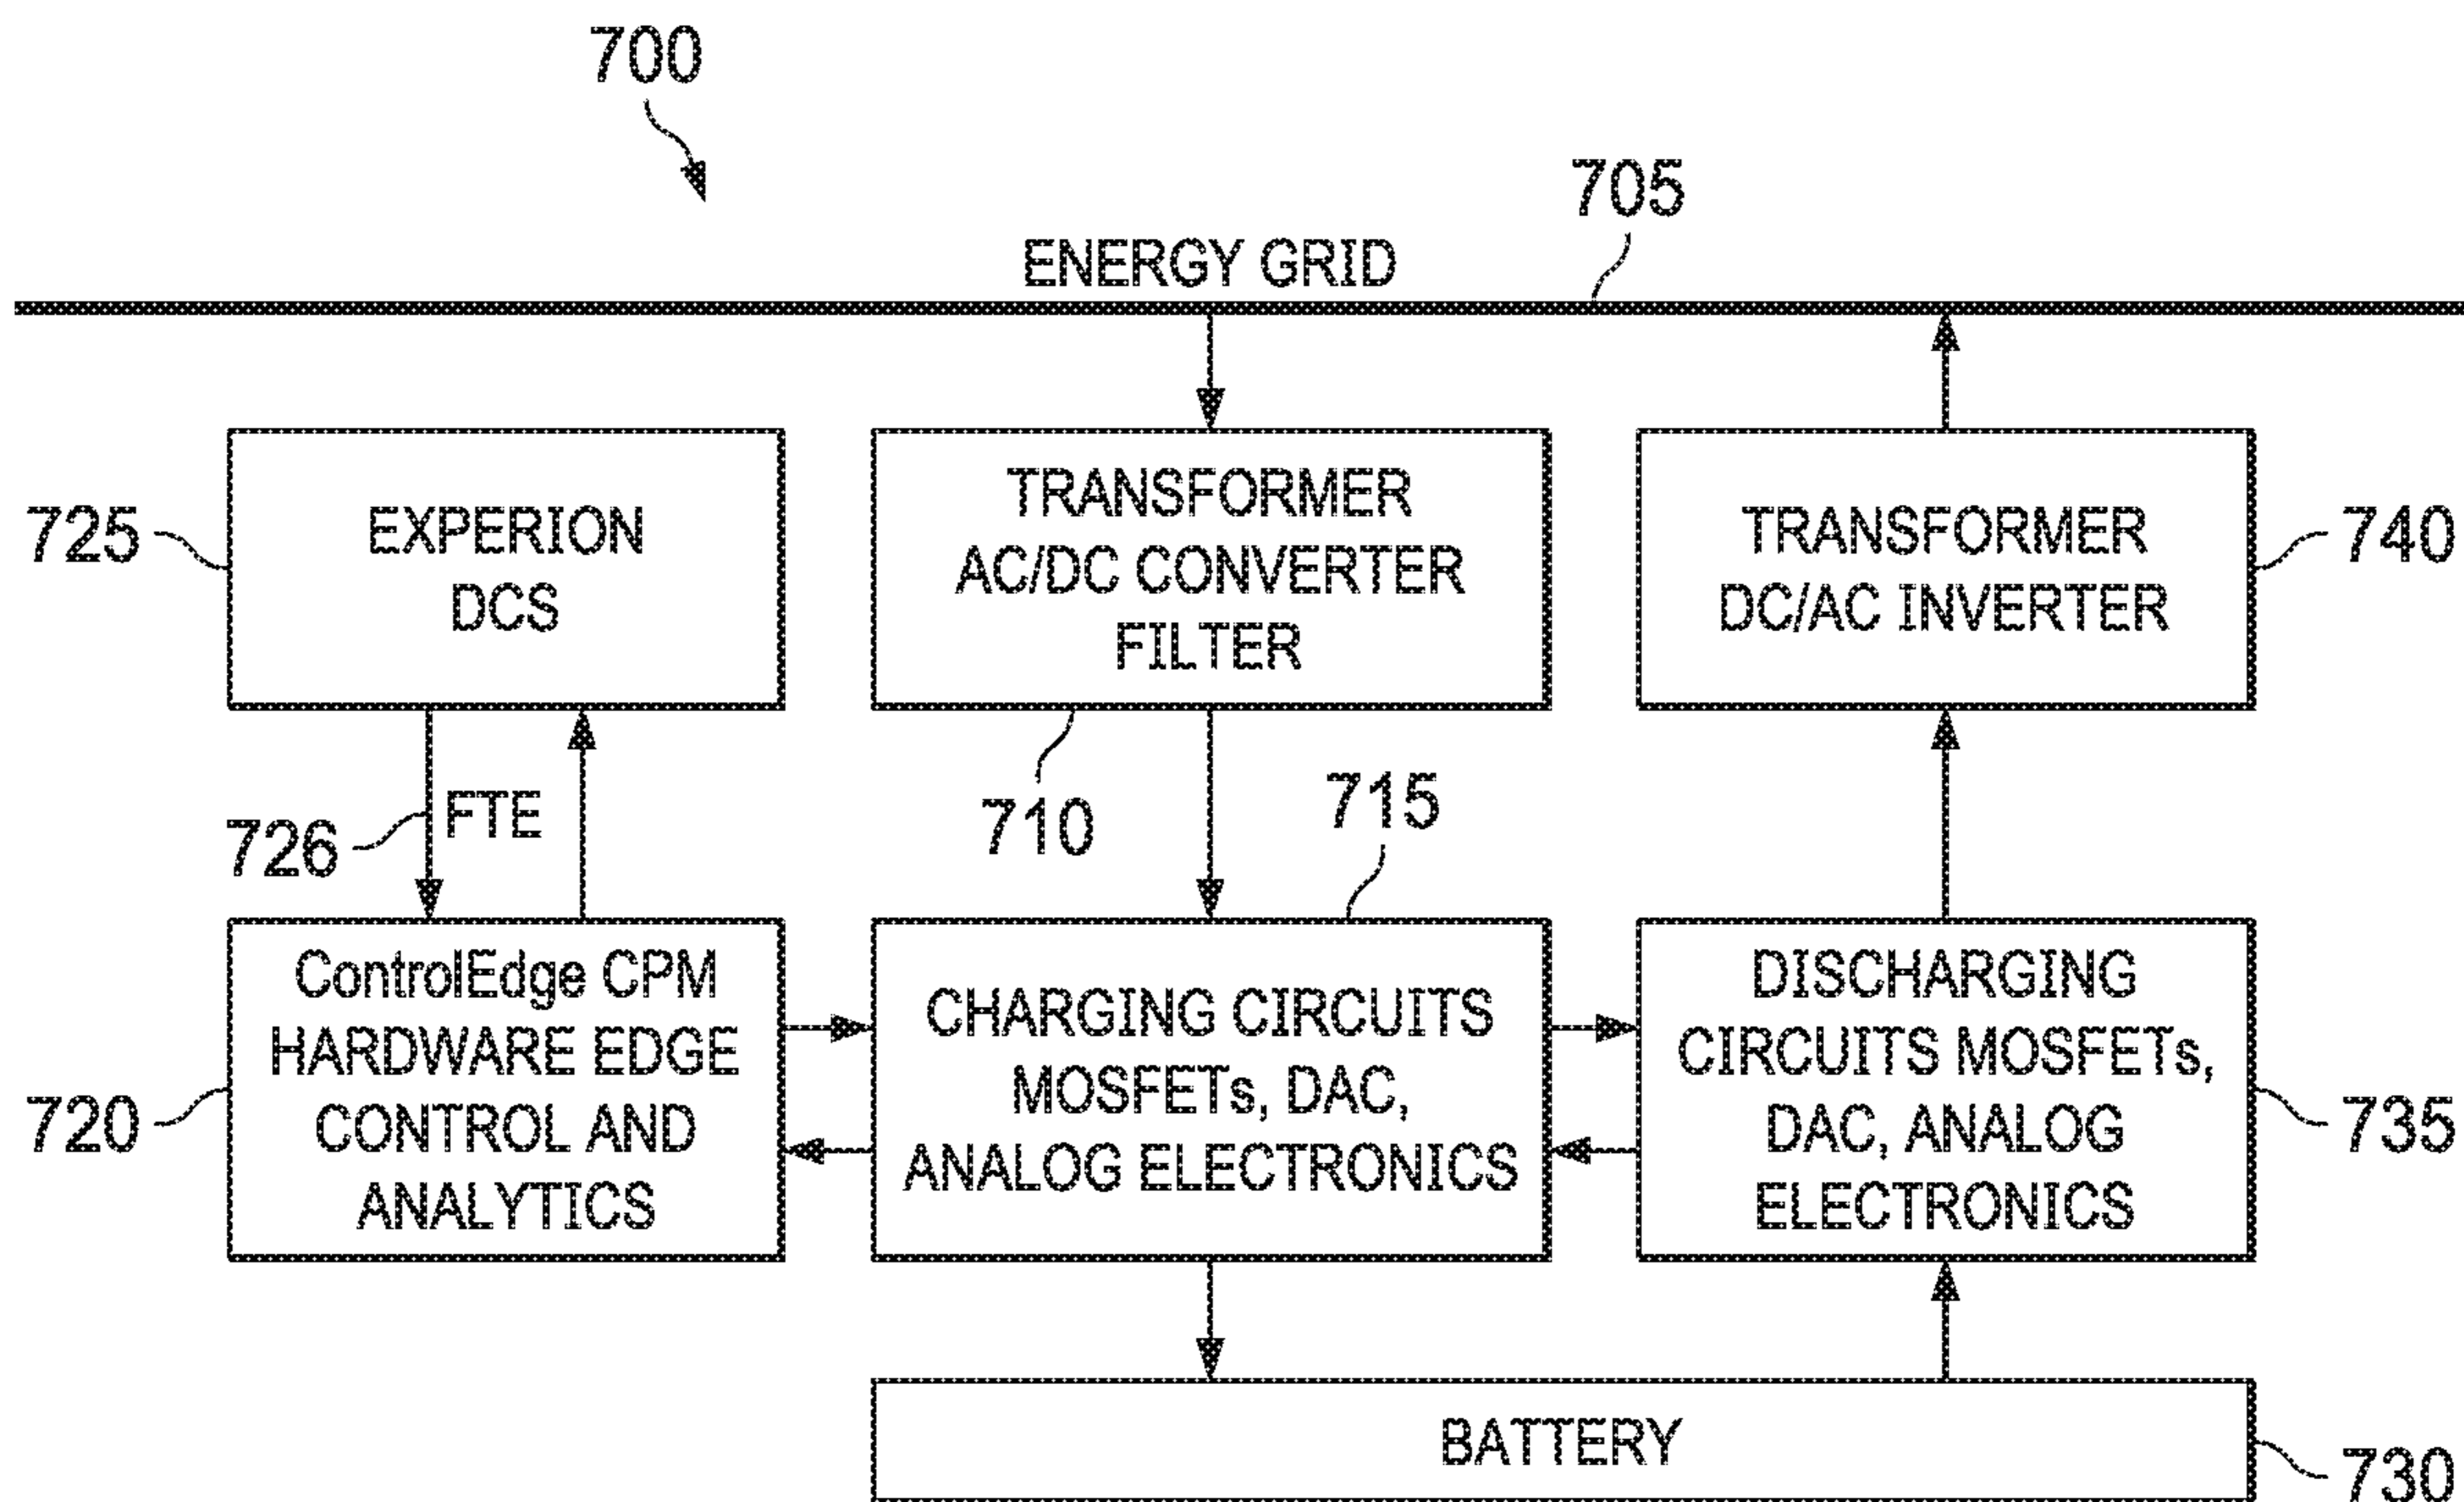 700
705
ENERGY GRID
725
EXPERION
DCS
TRANSFORMER
AC/DC CONVERTER
FILTER
TRANSFORMER
DC/AC INVERTER
740
726
FTE
710
715
720
ControlEdge CPM
HARDWARE EDGE
CONTROL AND
ANALYTICS
CHARGING CIRCUITS
MOSFETs, DAC,
ANALOG ELECTRONICS
DISCHARGING
CIRCUITS MOSFETs,
DAC, ANALOG
ELECTRONICS
735
BATTERY
730